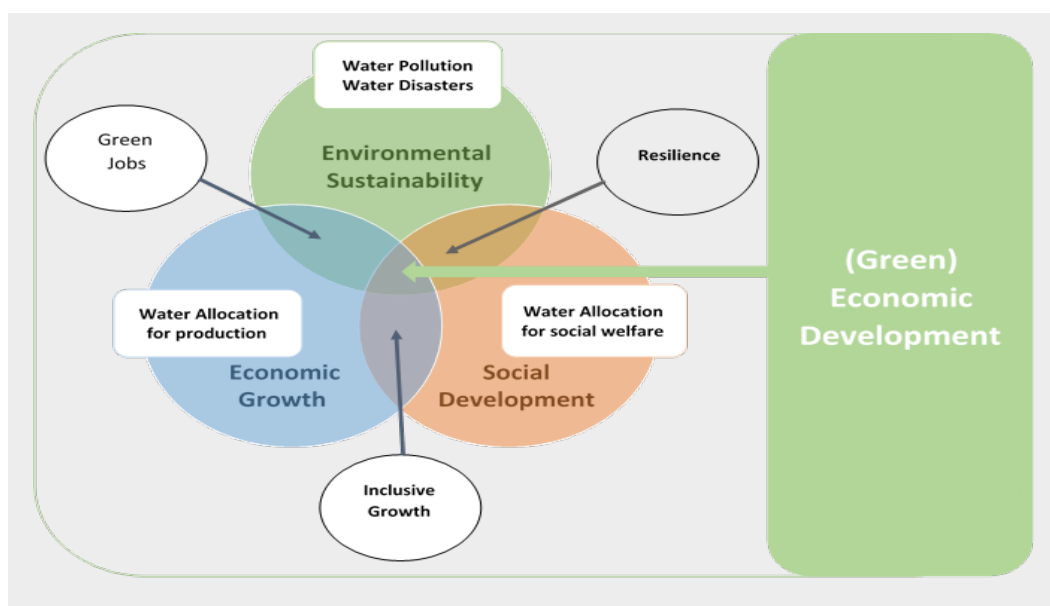 Water Pollution
Water Disasters
Green
Jobs
Environmental
Sustainability
Resilience
(Green)
Economic
Development
Water Allocation
for production
Water Allocation
for social welfare
Economic
Growth
Social
Development
Inclusive
Growth